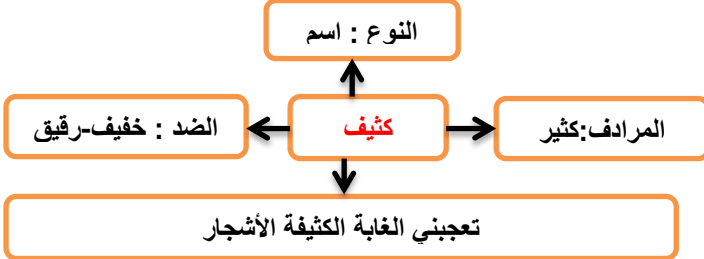 النوع : اسم
المرادف:كثير
كثيف
الضد : خفيف-رقيق
تعجبني الغابة الكثيفة الأشجار